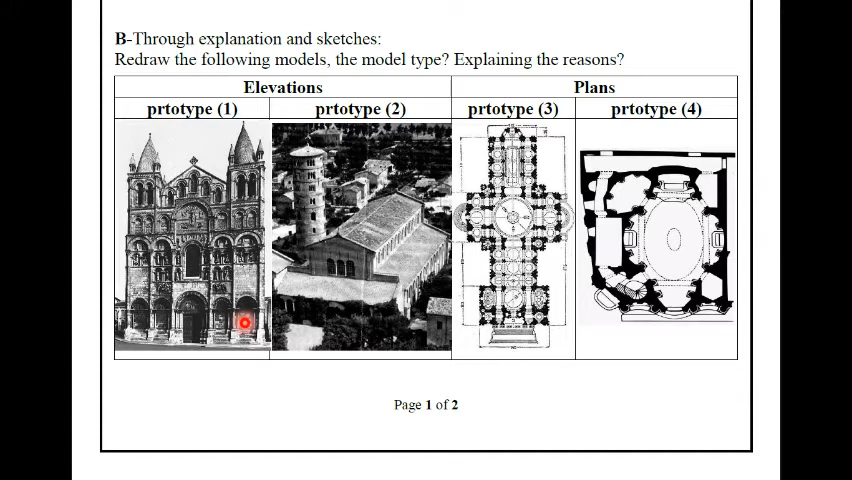 B-Through explanation and sketches:
Redraw the following models, the model type? Explaining the reasons?
Elevations
Plans
prtotype (1)
prtotype (2)
prtotype (3)
prtotype (4)
Page 1 of 2